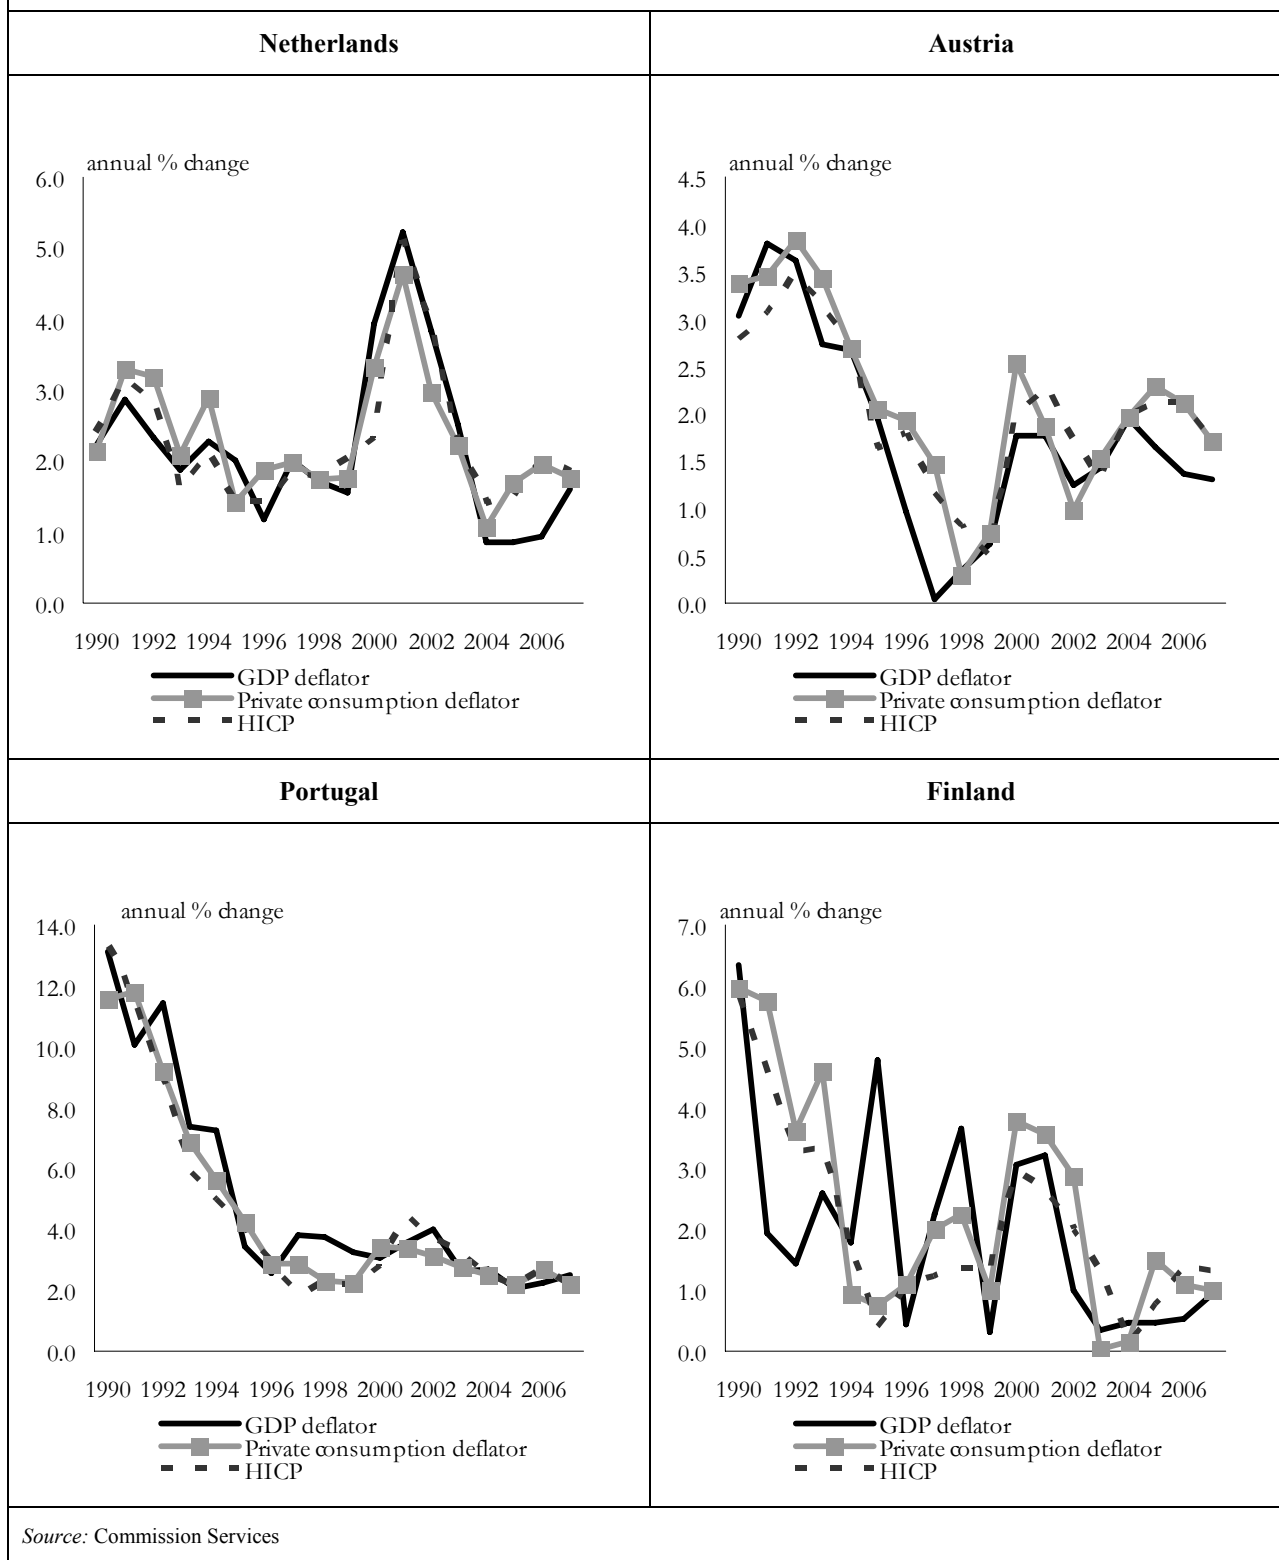 Netherlands
Austria
annual % change
6.0
5.0
4.0
3.0
2.0
1.0
0.0
1990 1992 1994 1996 1998 2000 2002 2004 2006
GDP deflator
Private consumption deflator
HICP
annual % change
4.5
4.0
3.5
3.0
2.5
2.0
1.5
1.0
0.5
0.0
1990 1992 1994 1996 1998 2000 2002 2004 2006
GDP deflator
Private consumption deflator
HICP
Portugal
Finland
annual % change
14.0
12.0
10.0
8.0
6.0
4.0
2.0
0.0
1990 1992 1994 1996 1998 2000 2002 2004 2006
GDP deflator
Private consumption deflator
HICP
annual % change
7.0
6.0
5.0
4.0
3.0
2.0
1.0
0.0
1990 1992 1994 1996 1998 2000 2002 2004 2006
GDP deflator
Private consumption deflator
HICP
Source: Commission Services